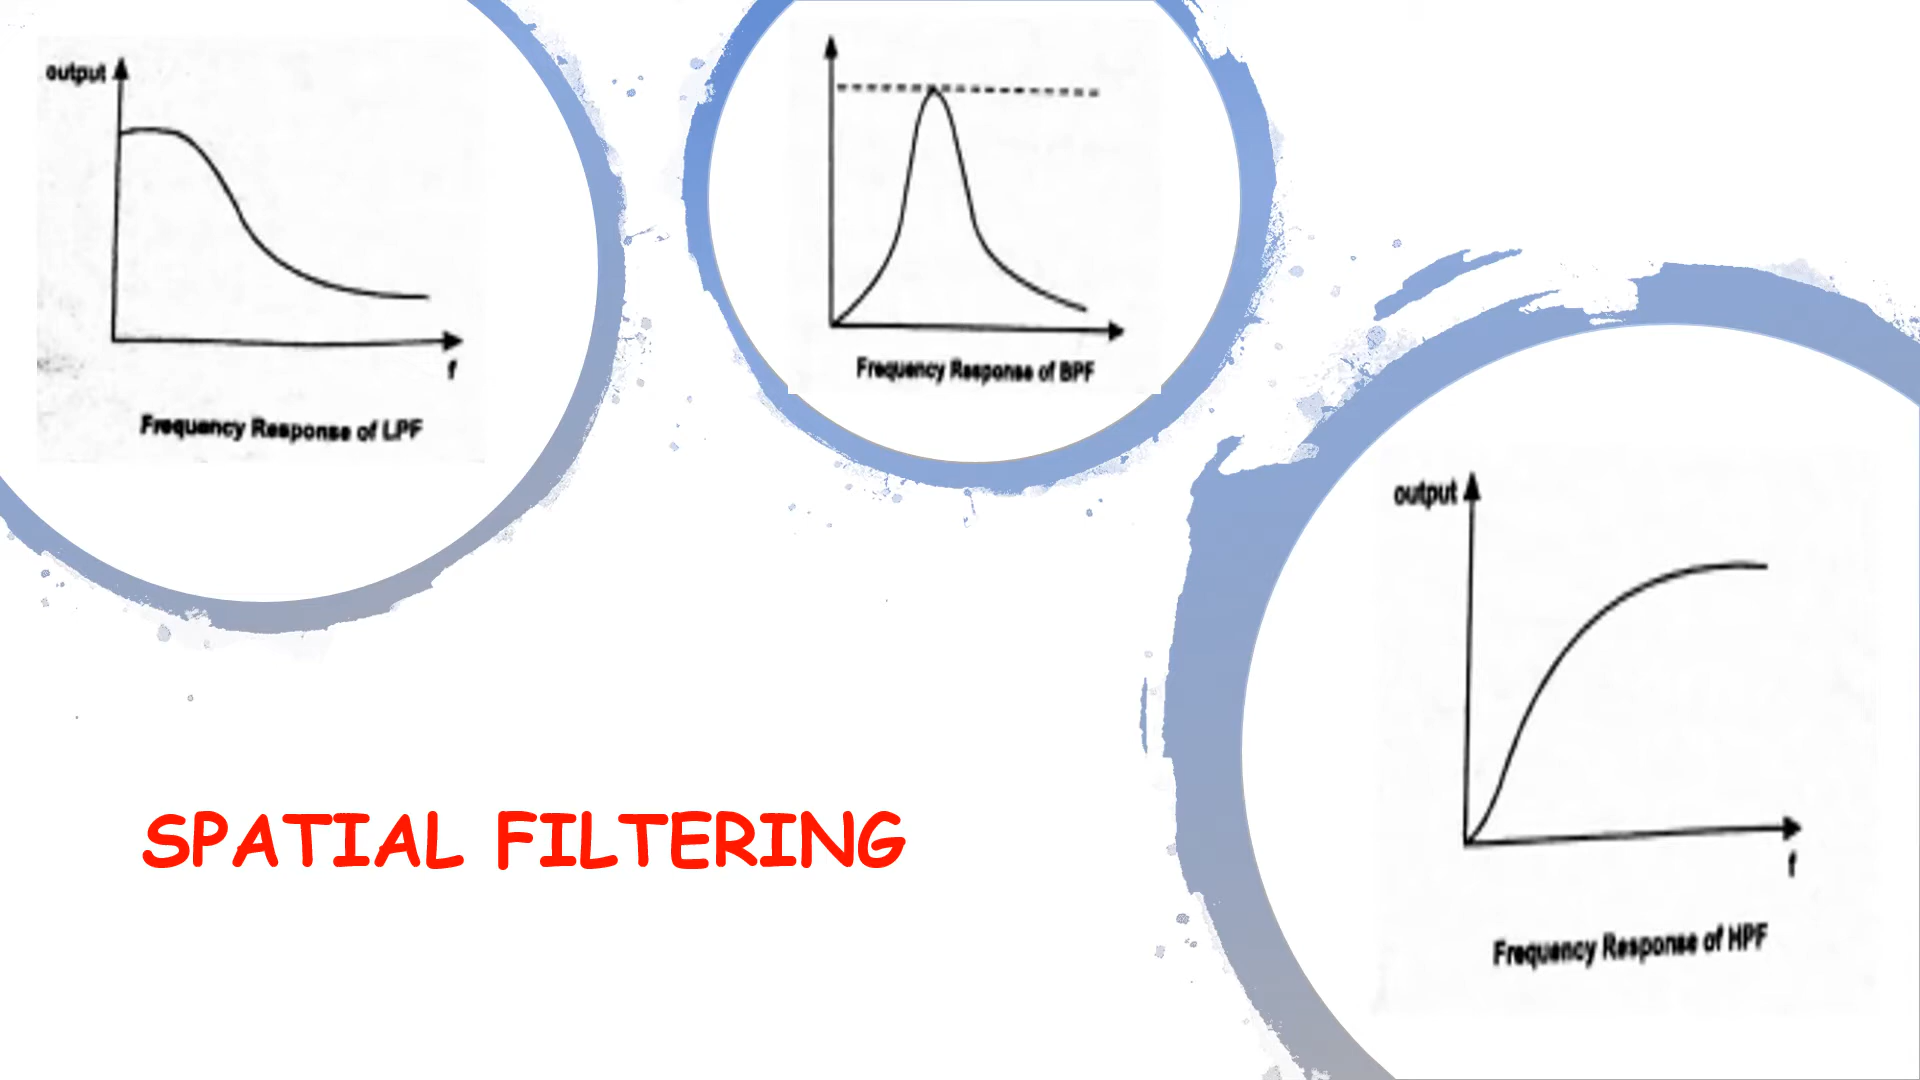 output
f
Frequency Response of LPF
Frequency Response of BPF
output
f
Frequency Response of HPF
SPATIAL FILTERING